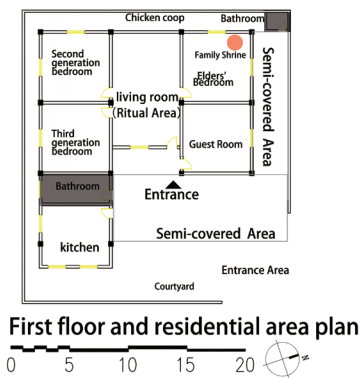 Chicken coop
Bathroom
Second
generation
bedroom
Family Shrine
Elders'
Bedroom
Semi-covered Area
living room
(Ritual Area)
Third
generation
bedroom
Guest Room
Bathroom
Entrance
kitchen
Semi-covered Area
Entrance Area
Courtyard
First floor and residential area plan
0 5 10 15 20
N